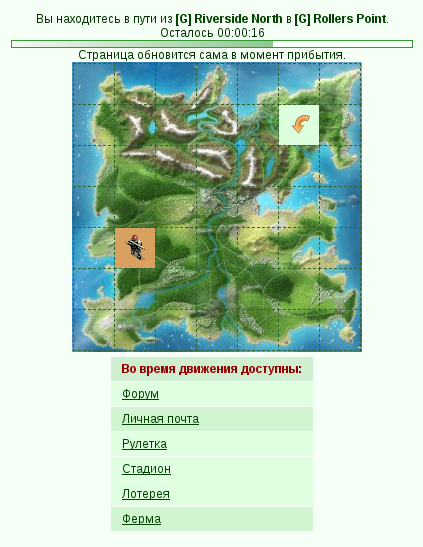 Вы находитесь в пути из [G] Riverside North в [G] Rollers Point.
Осталось 00:00:16
Страница обновится сама в момент прибытия.
Во время движения доступны:
Форум
Личная почта
Рулетка
Стадион
Лотерея
Ферма